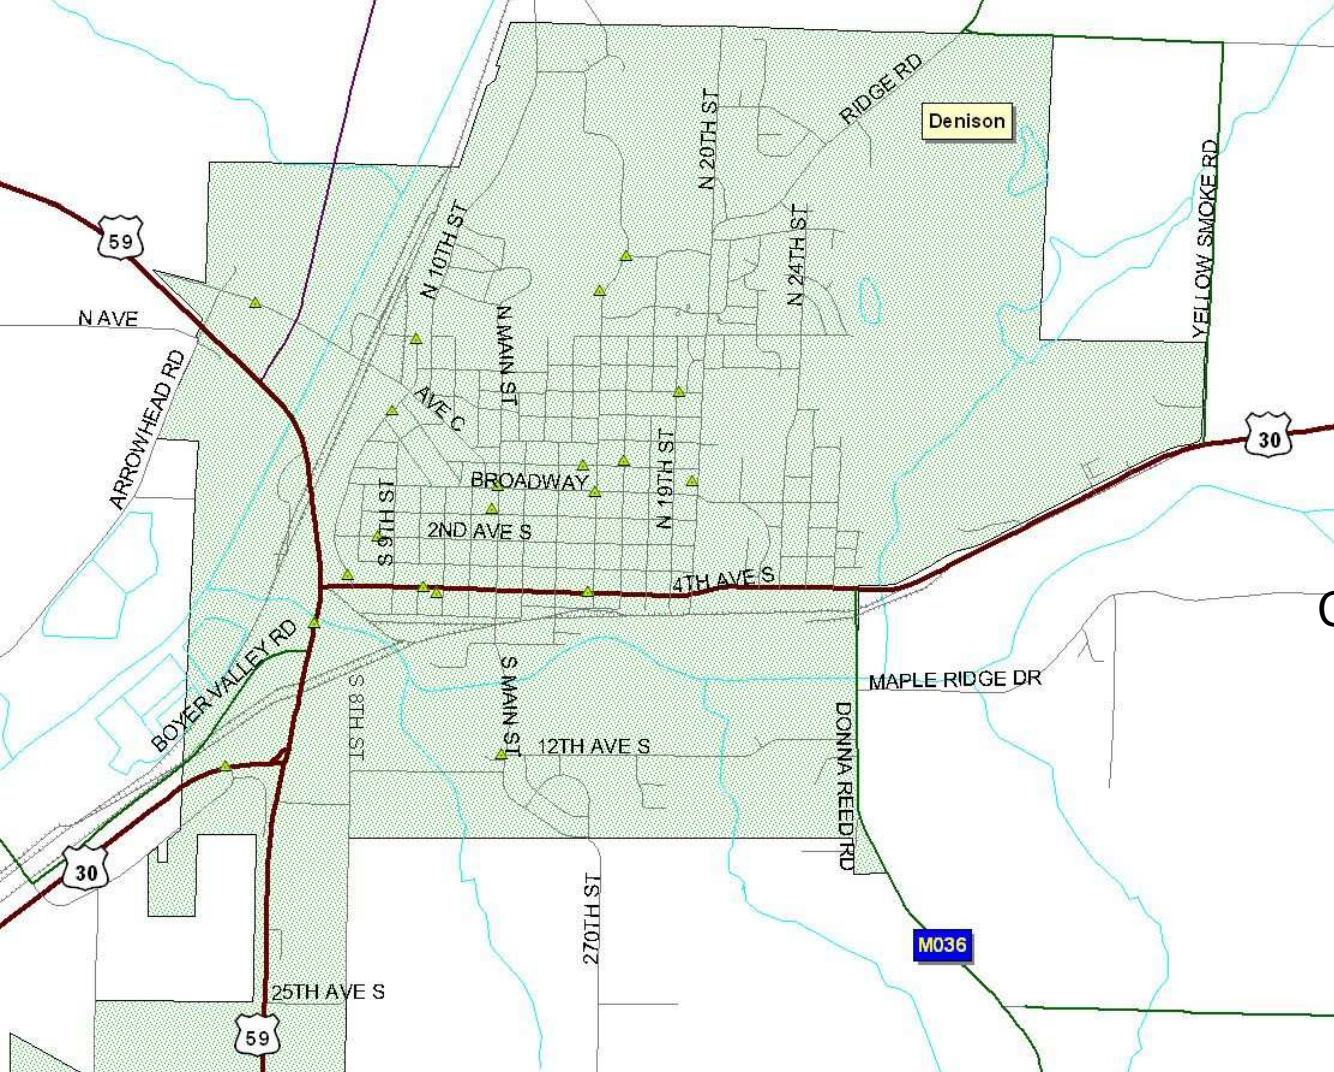 RIDGE RD
Denison
N 20TH ST
YELLOW SMOKE RD
59
N 10TH ST
N 24TH ST
N AVE
N MAIN ST
ARROWHEAD RD
AVE C
30
BROADWAY
N 19TH ST
S 9TH ST
2ND AVE S
4TH AVE S
BOYER VALLEY RD
MAPLE RIDGE DR
S 8TH ST
S MAIN ST
12TH AVE S
DONNA REED RD
30
270TH ST
M036
25TH AVE S
59